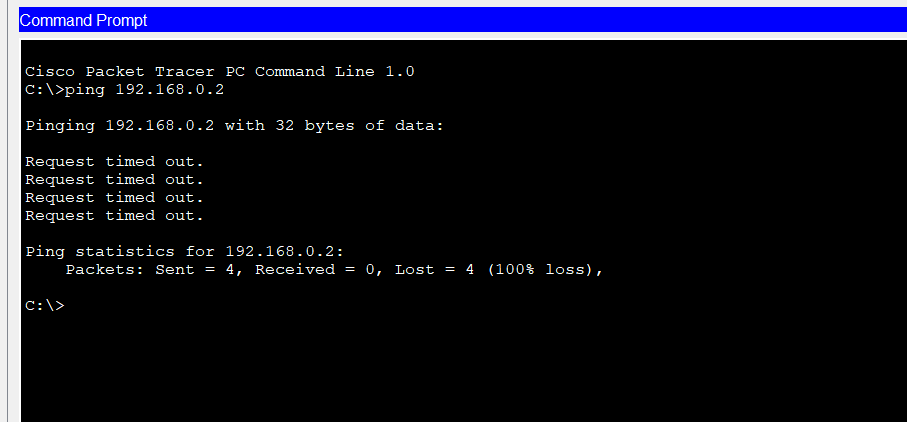 Command Prompt
Cisco Packet Tracer PC Command Line 1.0
C:\>ping 192.168.0.2
Pinging 192.168.0.2 with 32 bytes of data:
Request timed out.
Request timed out.
Request timed out.
Request timed out.
Ping statistics for 192.168.0.2:
    Packets: Sent = 4, Received = 0, Lost = 4 (100% loss),
C:\>